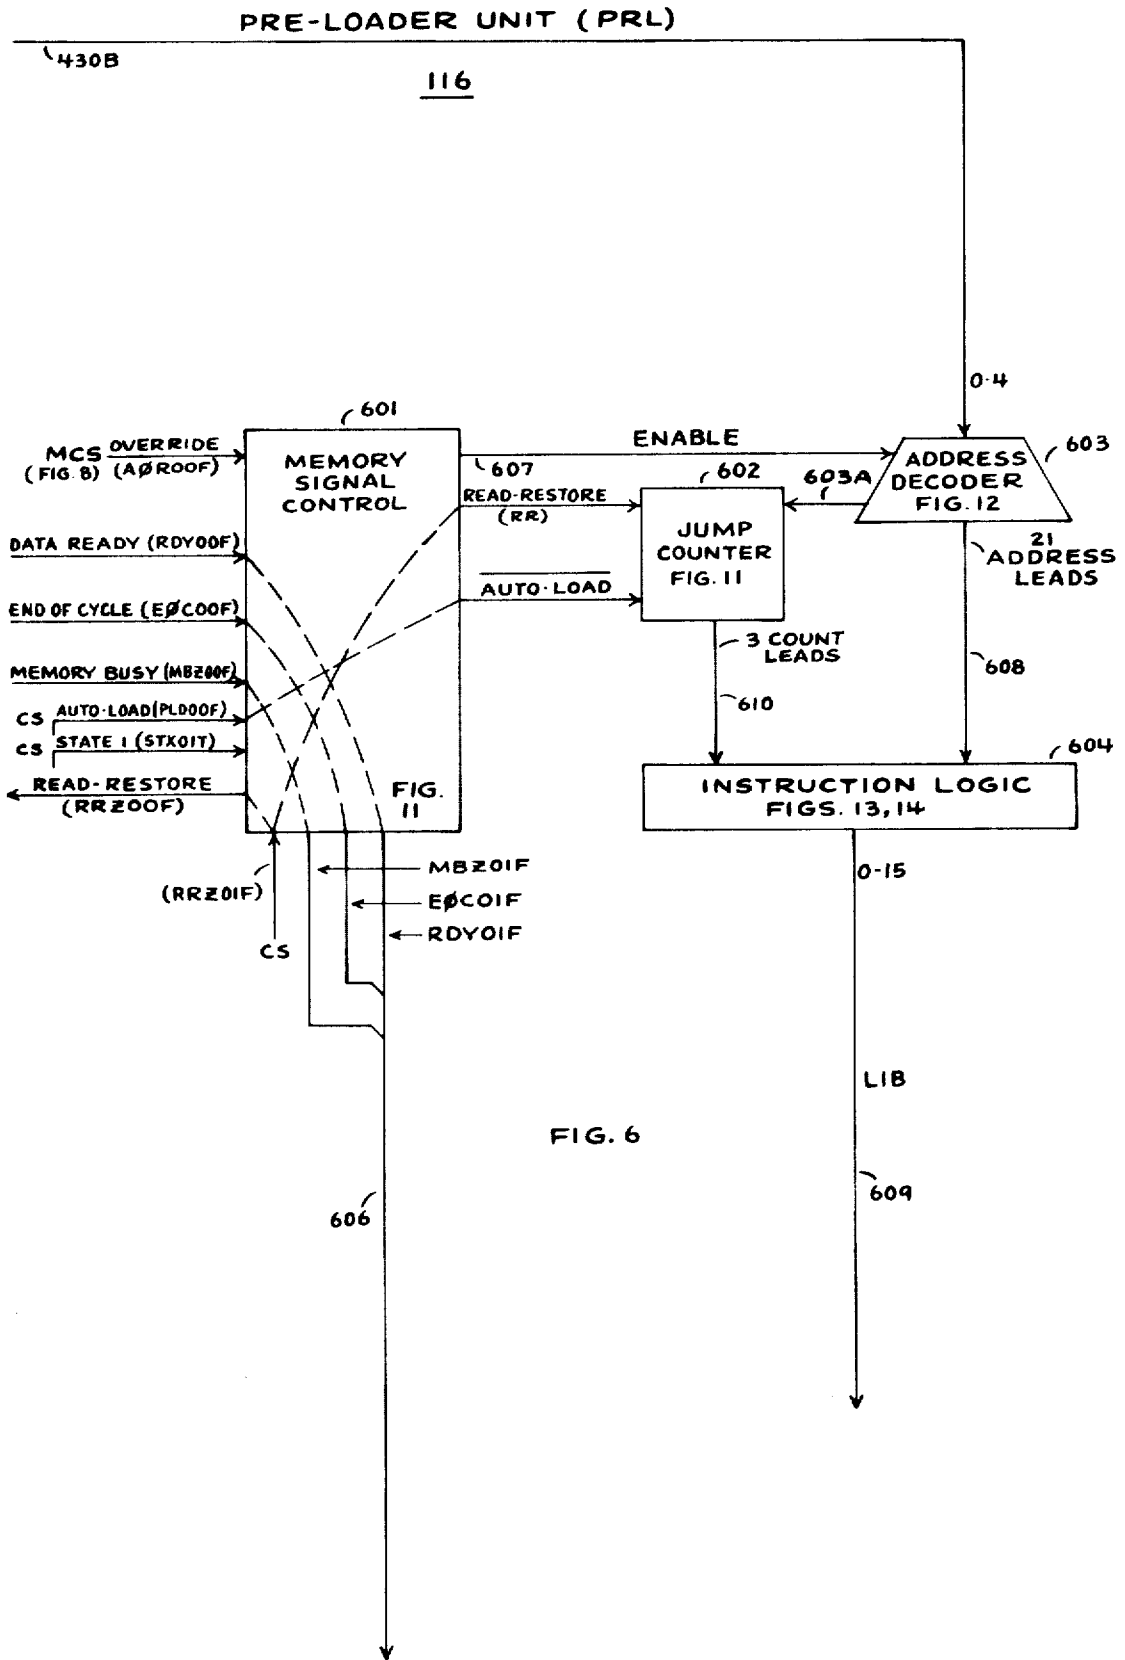 PRE-LOADER UNIT (PRL)
430B
116
0-4
601
MCS OVERRIDE
(FIG. 8) (AØR00F)
MEMORY
SIGNAL
CONTROL
ENABLE
607
602
603A
603
ADDRESS
DECODER
FIG. 12
READ-RESTORE
(RR)
JUMP
COUNTER
FIG. 11
DATA READY (RDY00F)
21
ADDRESS
LEADS
AUTO-LOAD
END OF CYCLE (EØC00F)
3 COUNT
LEADS
608
MEMORY BUSY (MBZ00F)
610
CS AUTO-LOAD (PLD00F)
CS STATE 1 (STX01T)
604
READ-RESTORE
(RRZ00F)
FIG.
11
INSTRUCTION LOGIC
FIGS. 13, 14
MBZ01F
0-15
(RRZ01F)
EØC01F
RDY01F
CS
LIB
FIG. 6
606
609